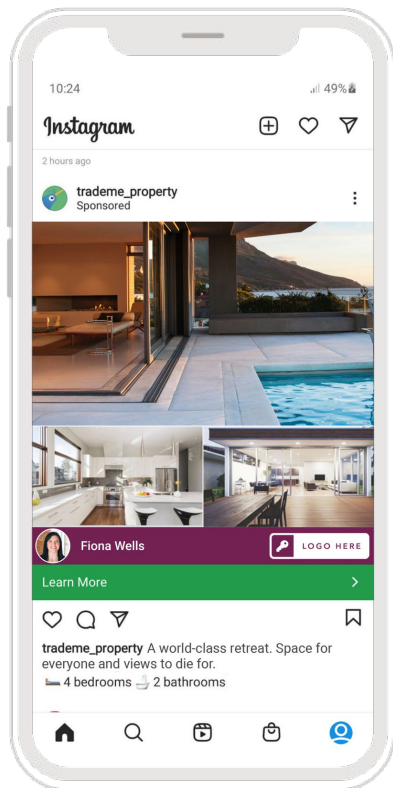 10:24 49%
Instagram
2 hours ago
trademe_property
Sponsored
Fiona Wells
LOGO HERE
Learn More
trademe_property A world-class retreat. Space for
everyone and views to die for.
4 bedrooms 2 bathrooms